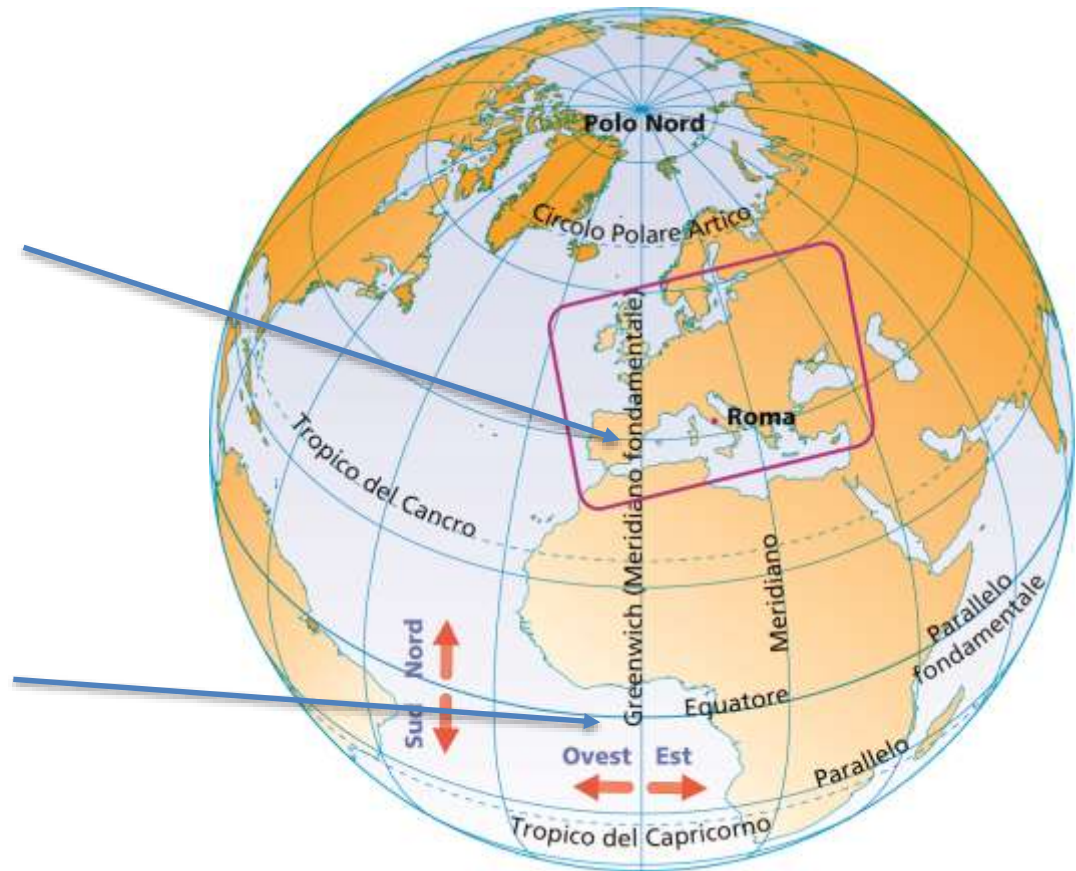 Polo Nord
Circolo Polare Artico
Greenwich (Meridiano fondamentale)
Roma
Tropico del Cancro
Meridiano
Parallelo
fondamentale
Nord
Sud
Equatore
Ovest
Est
Parallelo
Tropico del Capricorno